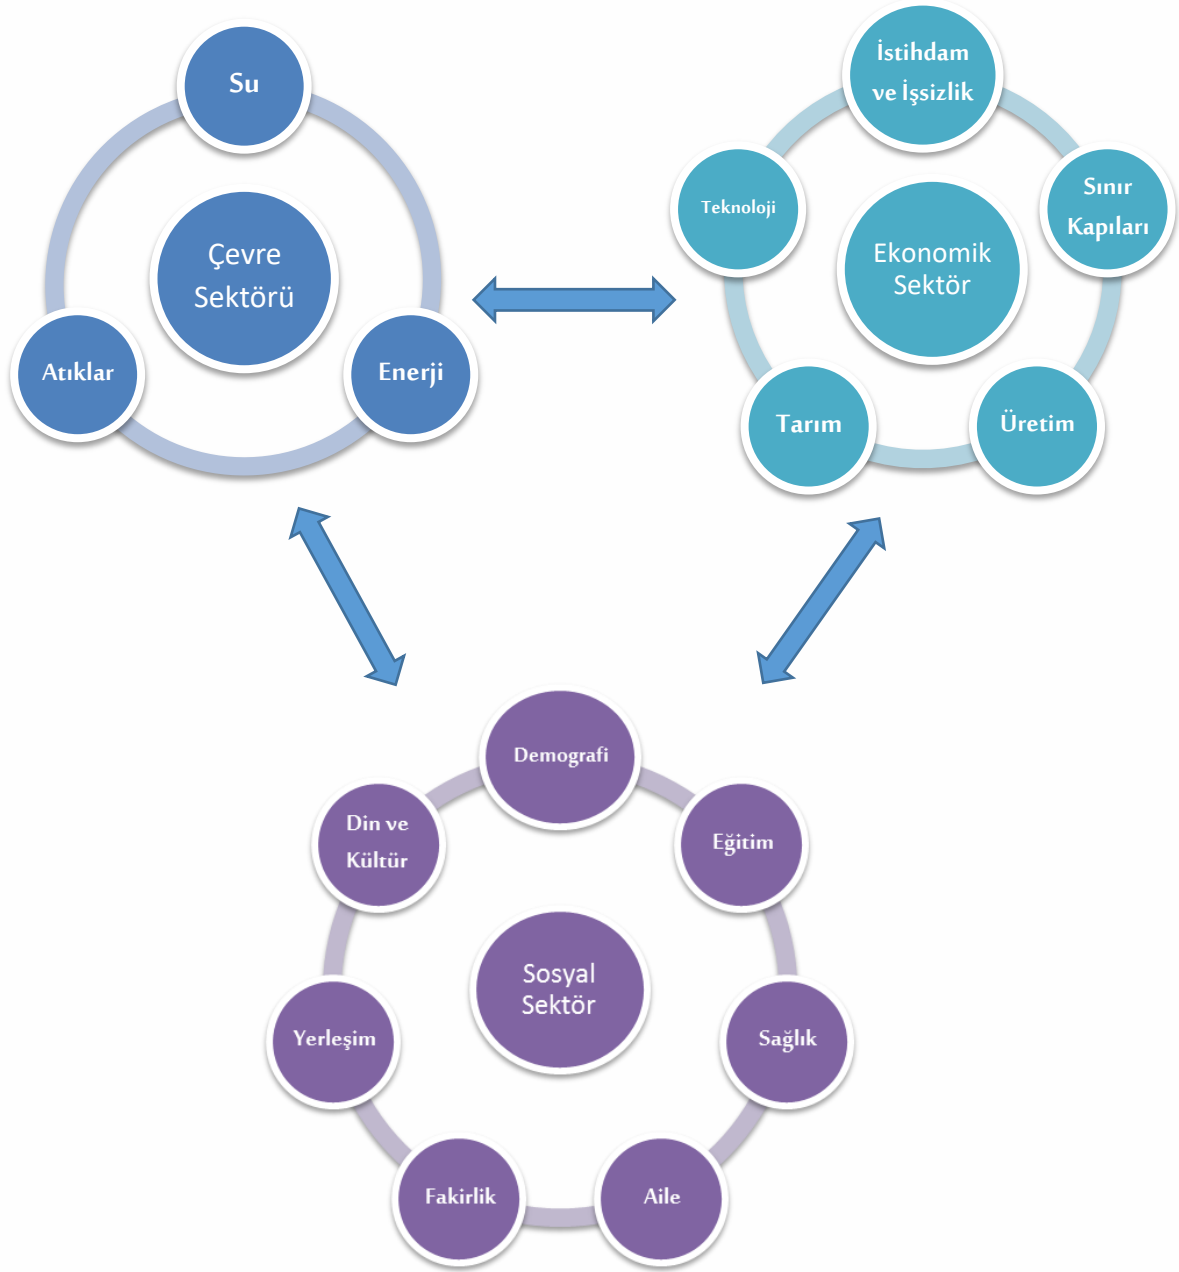 Su
Çevre
Sektörü
Atıklar
Enerji
İstihdam
ve İşsizlik
Teknoloji
Sınır
Kapıları
Ekonomik
Sektör
Tarım
Üretim
Demografi
Din ve
Kültür
Eğitim
Sosyal
Sektör
Yerleşim
Sağlık
Fakirlik
Aile